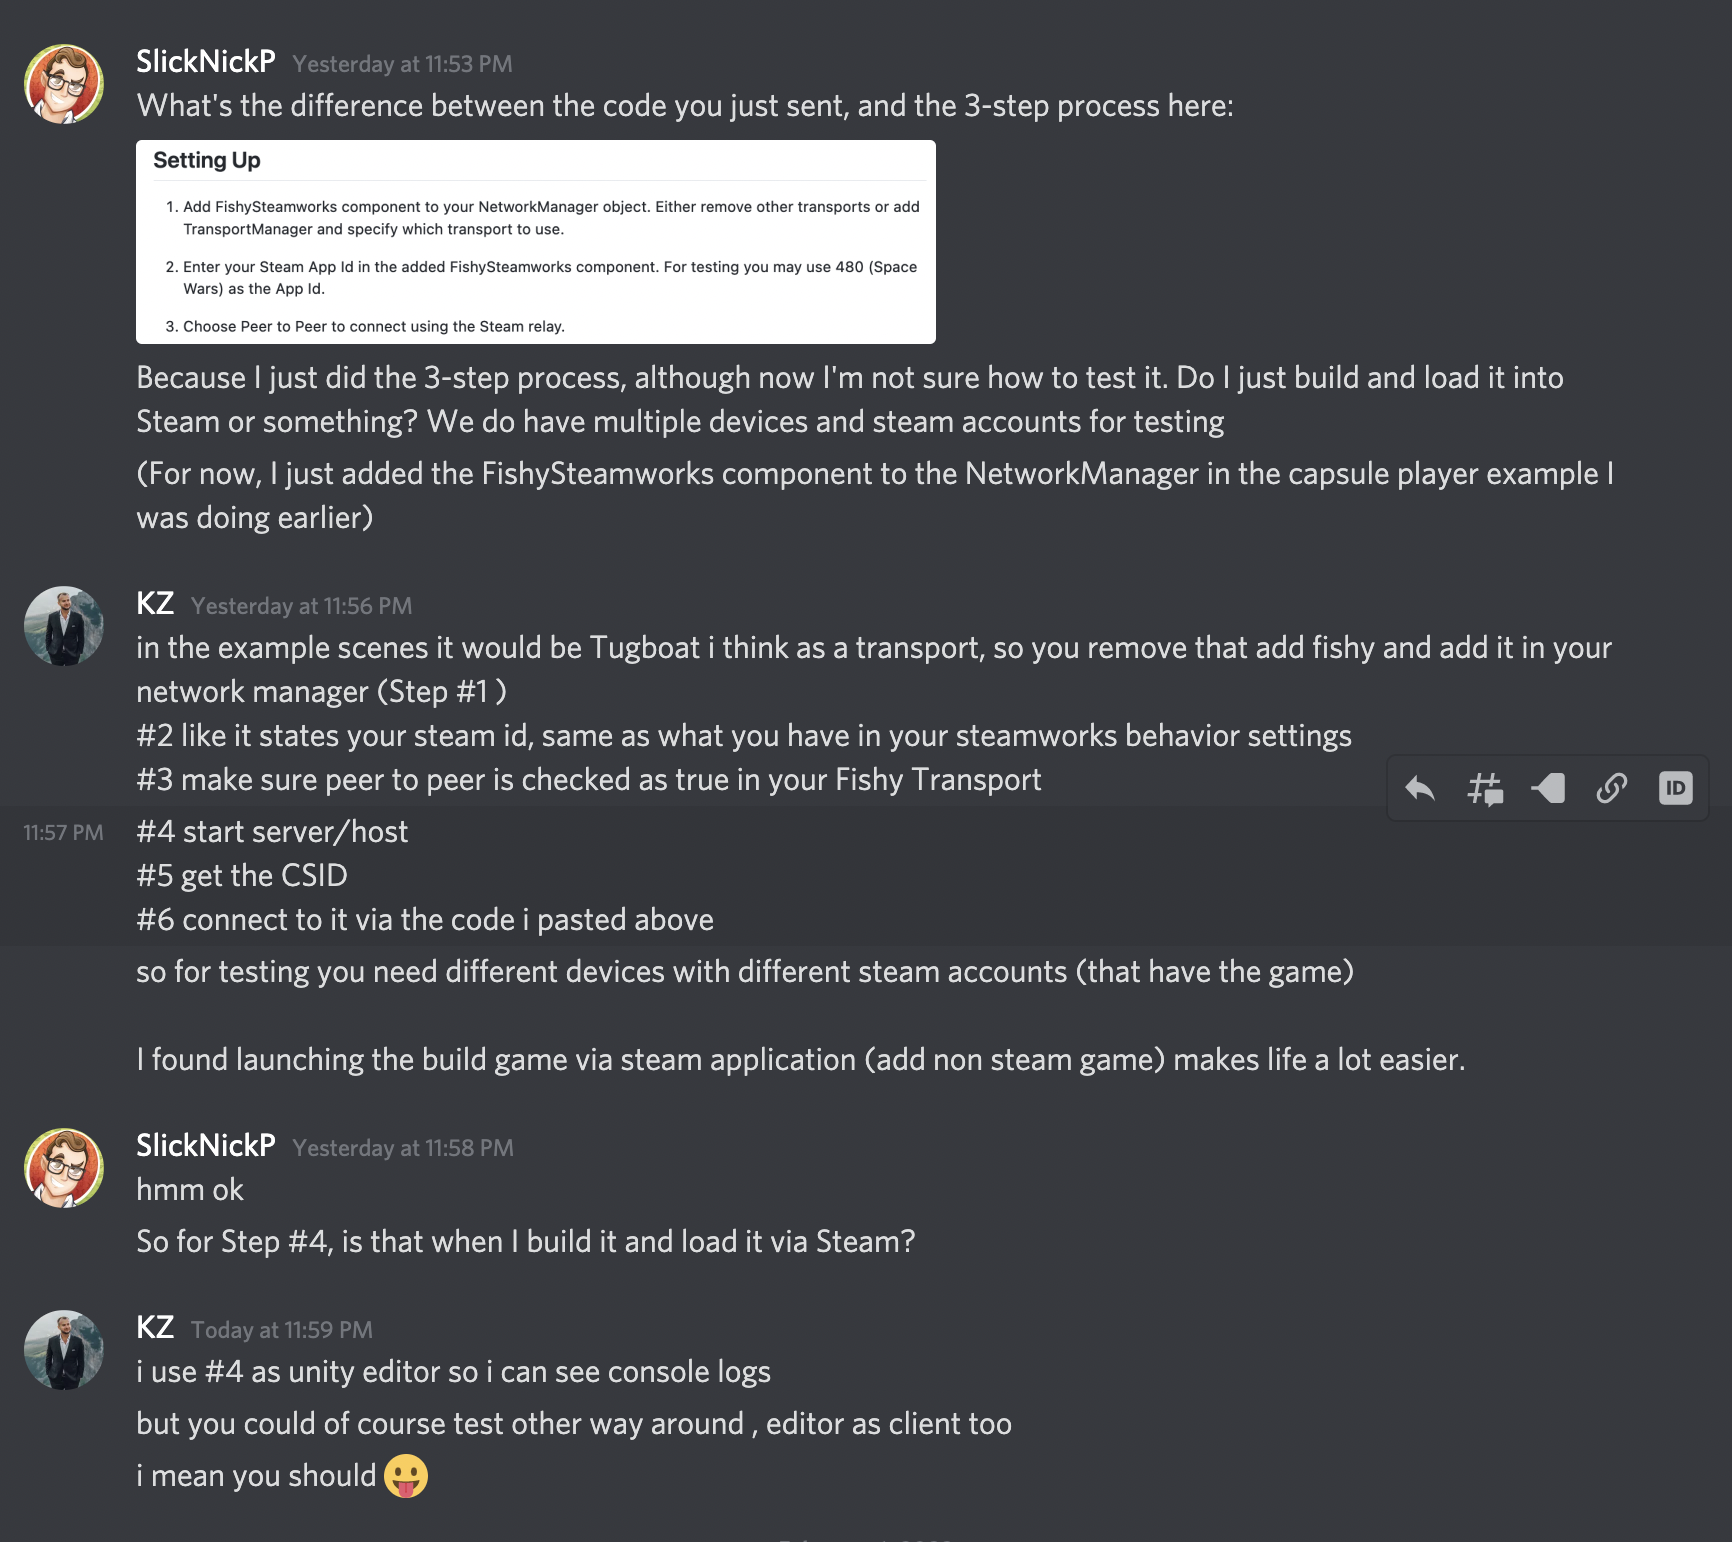 SlickNickP Yesterday at 11:53 PM
What's the difference between the code you just sent, and the 3-step process here:
Setting Up
1. Add FishySteamworks component to your NetworkManager object. Either remove other transports or add
TransportManager and specify which transport to use.
2. Enter your Steam App Id in the added FishySteamworks component. For testing you may use 480 (Space
Wars) as the App Id.
3. Choose Peer to Peer to connect using the Steam relay.
Because I just did the 3-step process, although now I'm not sure how to test it. Do I just build and load it into
Steam or something? We do have multiple devices and steam accounts for testing
(For now, I just added the FishySteamworks component to the NetworkManager in the capsule player example I
was doing earlier)
KZ Yesterday at 11:56 PM
in the example scenes it would be Tugboat i think as a transport, so you remove that add fishy and add it in your
network manager (Step #1 )
#2 like it states your steam id, same as what you have in your steamworks behavior settings
#3 make sure peer to peer is checked as true in your Fishy Transport
ID
11:57 PM #4 start server/host
#5 get the CSID
#6 connect to it via the code i pasted above
so for testing you need different devices with different steam accounts (that have the game)
I found launching the build game via steam application (add non steam game) makes life a lot easier.
SlickNickP Yesterday at 11:58 PM
hmm ok
So for Step #4, is that when I build it and load it via Steam?
KZ Today at 11:59 PM
i use #4 as unity editor so i can see console logs
but you could of course test other way around , editor as client too
i mean you should